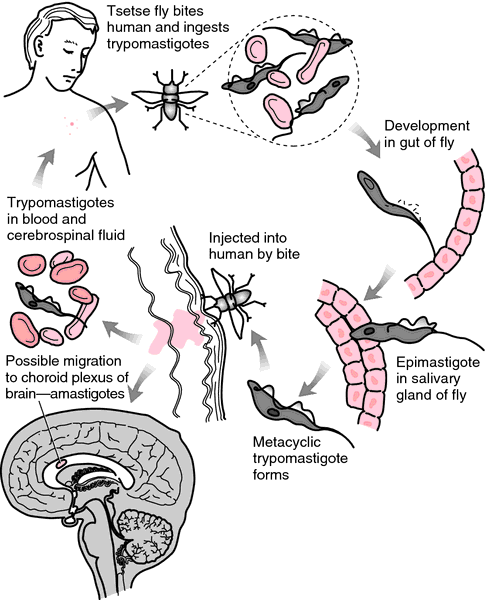 Tsetse fly bites
human and ingests
trypomastigotes
Development
in gut of fly
Trypomastigotes
in blood and
cerebrospinal fluid
Injected into
human by bite
Possible migration
to choroid plexus of
brain—amastigotes
Epimastigote
in salivary
gland of fly
Metacyclic
trypomastigote
forms